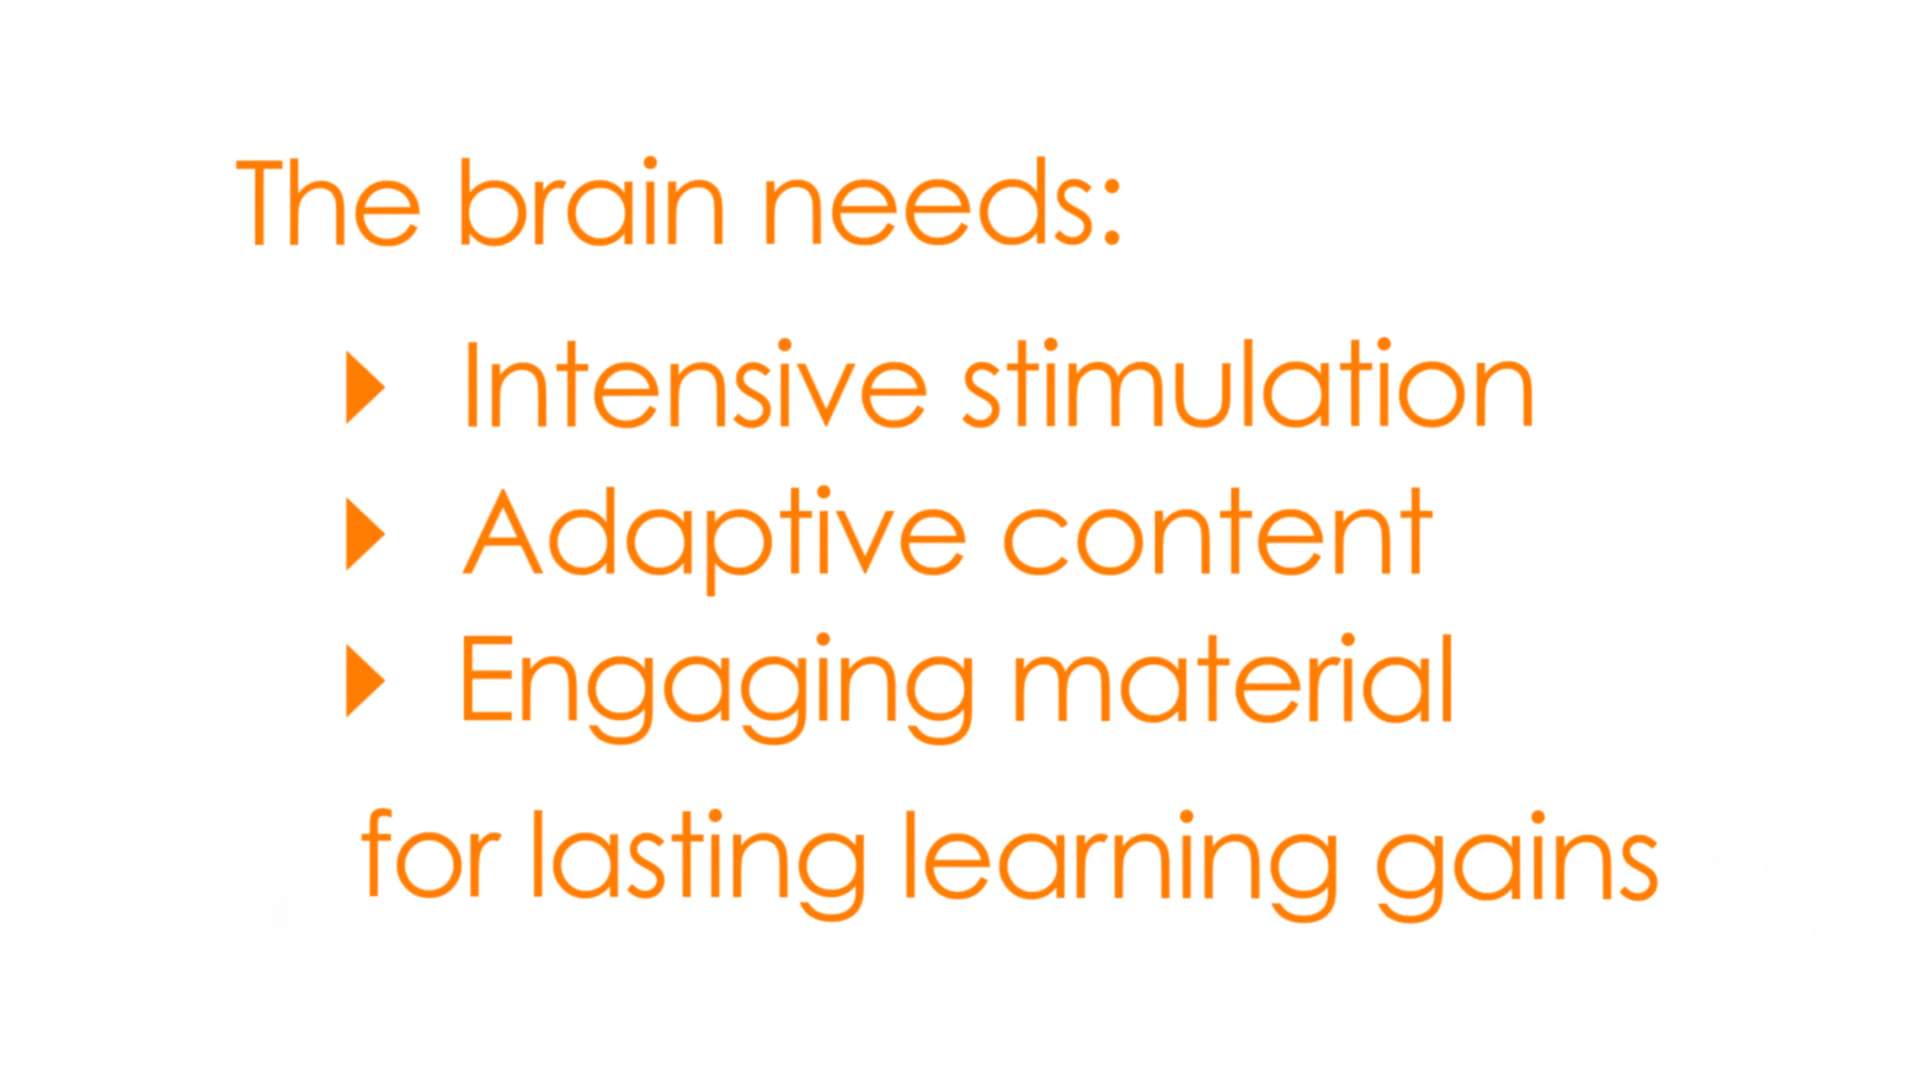 The brain needs:
Intensive stimulation
Adaptive content
Engaging material
for lasting learning gains